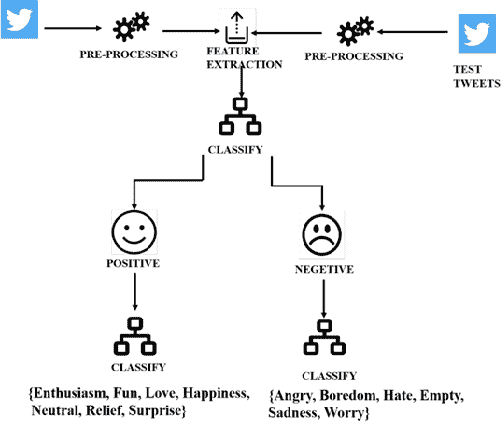 PRE-PROCESSING
FEATURE
EXTRACTION
PRE-PROCESSING
TEST
TWEETS
CLASSIFY
POSITIVE
NEGETIVE
CLASSIFY
CLASSIFY
{Enthusiasm, Fun, Love, Happiness,
Neutral, Relief, Surprise}
{Angry, Boredom, Hate, Empty,
Sadness, Worry}